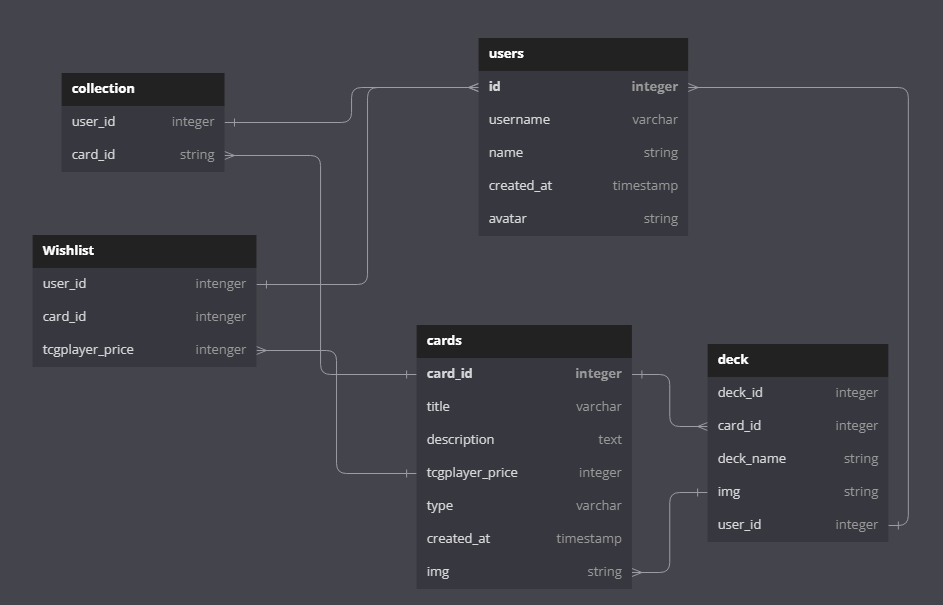 collection
user_id integer
card_id string
Wishlist
user_id intenger
card_id intenger
tcgplayer_price intenger
users
id integer
username varchar
name string
created_at timestamp
avatar string
cards
card_id integer
title varchar
description text
tcgplayer_price integer
type varchar
created_at timestamp
img string
deck
deck_id integer
card_id integer
deck_name string
img string
user_id integer